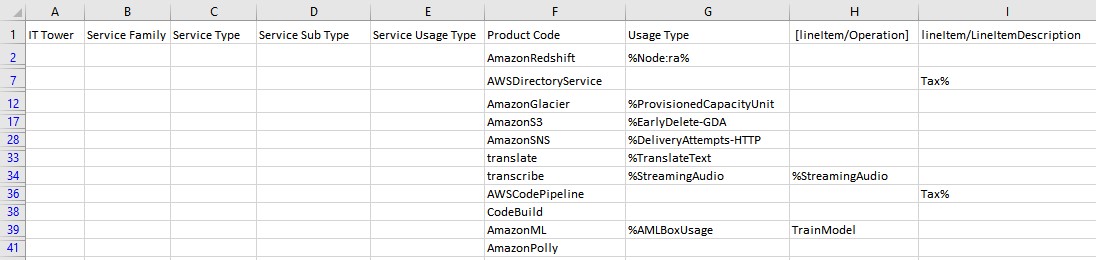 A B C D E F G H I
1 IT Tower Service Family Service Type Service Sub Type Service Usage Type Product Code Usage Type [lineItem/Operation] lineItem/LineItemDescription
2 AmazonRedshift %Node:ra%
7 AWSDirectoryService Tax%
12 AmazonGlacier %ProvisionedCapacityUnit
17 AmazonS3 %EarlyDelete-GDA
28 AmazonSNS %DeliveryAttempts-HTTP
33 translate %TranslateText
34 transcribe %StreamingAudio %StreamingAudio
36 AWSCodePipeline Tax%
38 CodeBuild
39 AmazonML %AMLBoxUsage TrainModel
41 AmazonPolly